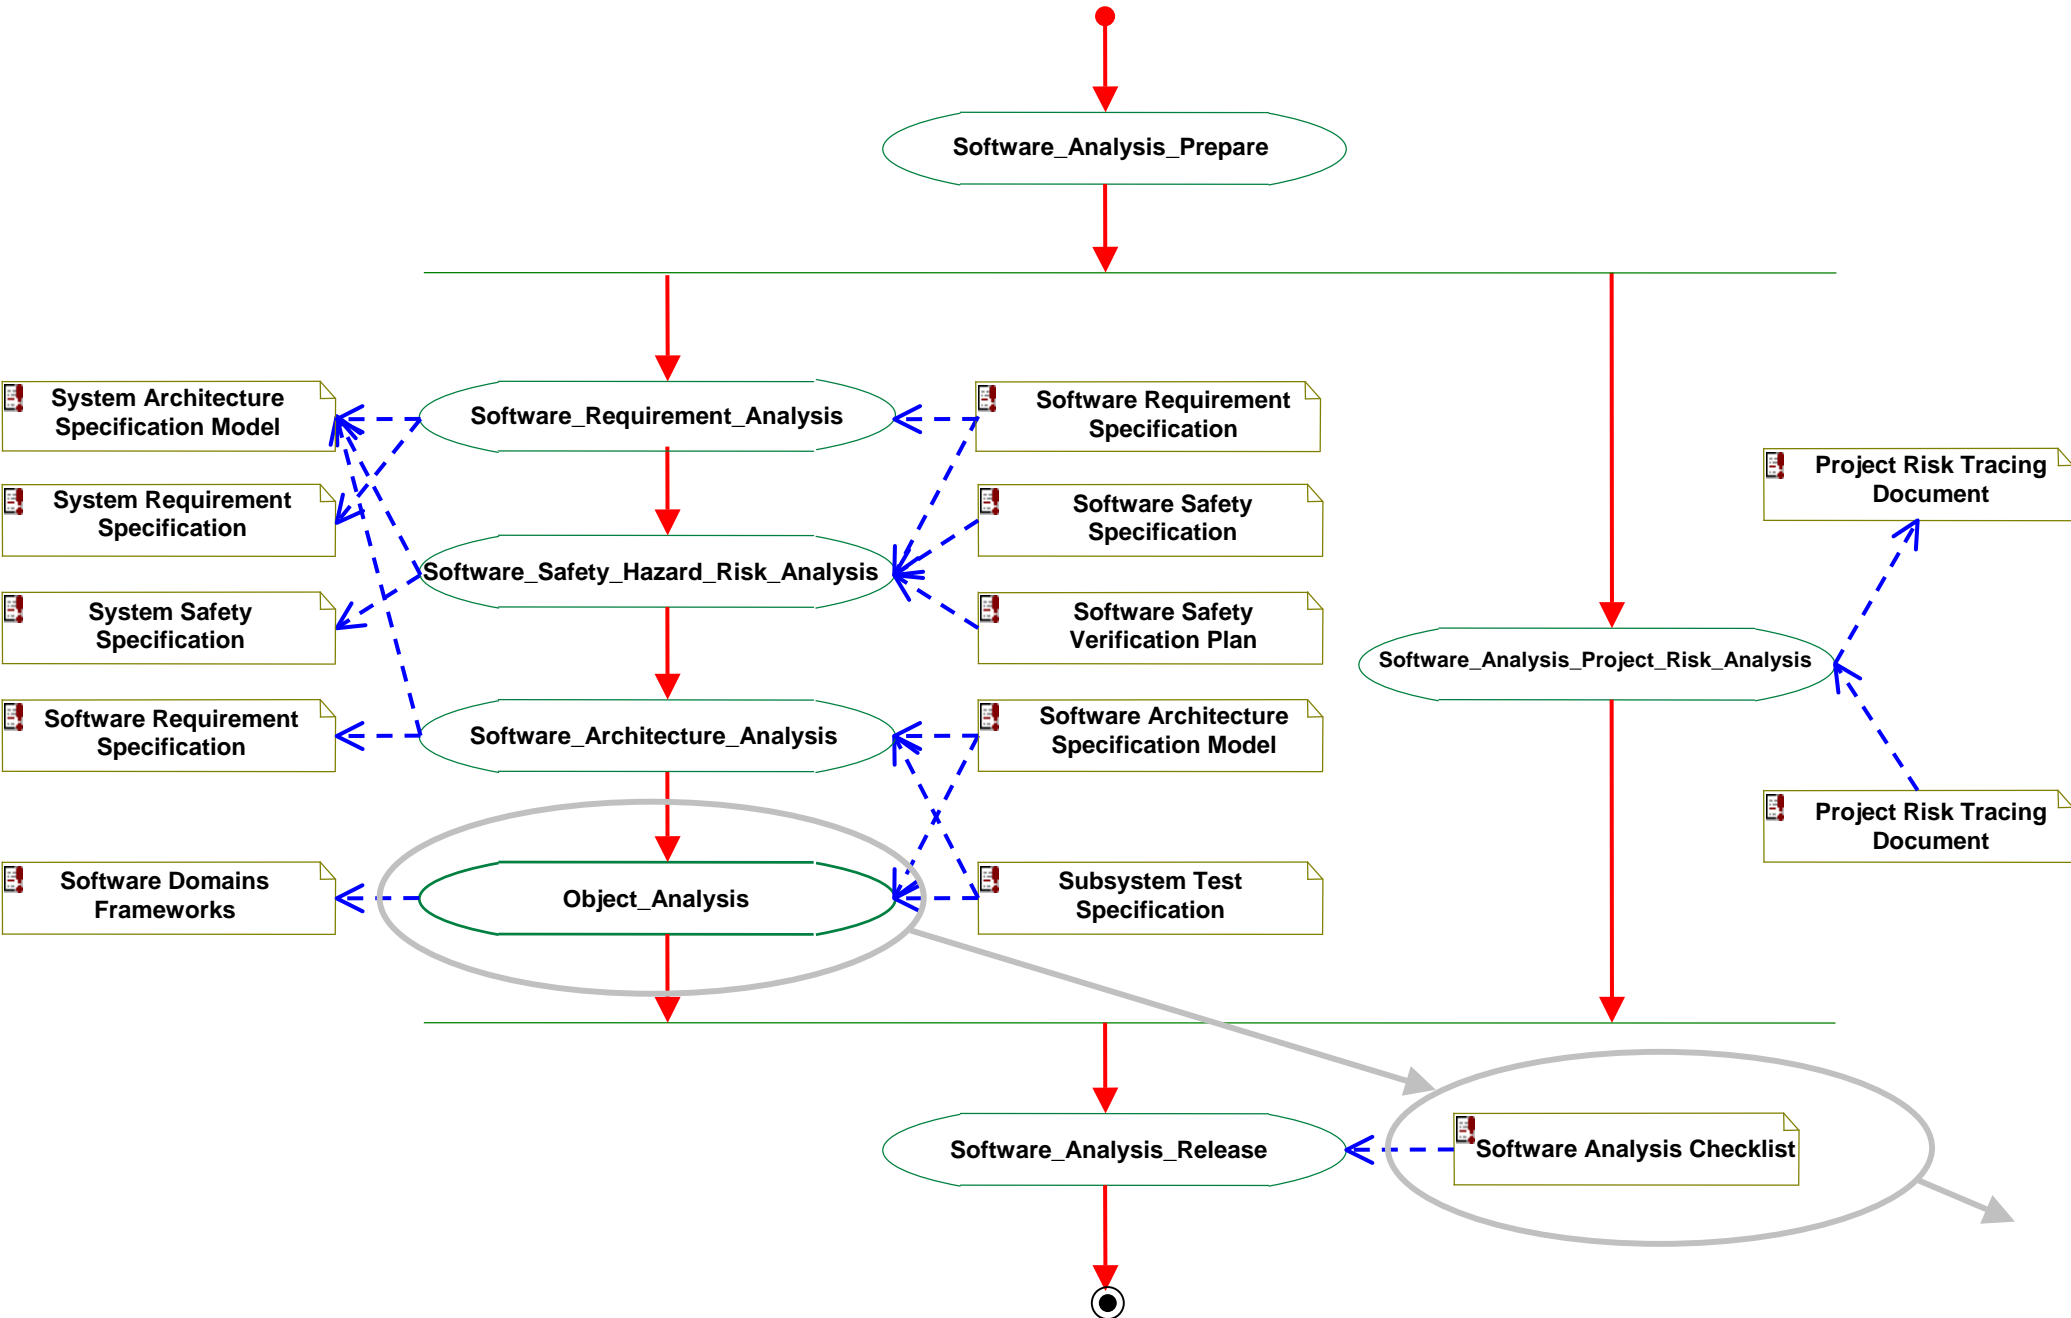 Software_Analysis_Prepare
System Architecture
Specification Model
Software_Requirement_Analysis
Software Requirement
Specification
Project Risk Tracing
Document
System Requirement
Specification
Software Safety
Specification
Software_Safety_Hazard_Risk_Analysis
System Safety
Specification
Software Safety
Verification Plan
Software_Analysis_Project_Risk_Analysis
Software Requirement
Specification
Software_Architecture_Analysis
Software Architecture
Specification Model
Project Risk Tracing
Document
Software Domains
Frameworks
Object_Analysis
Subsystem Test
Specification
Software_Analysis_Release
Software Analysis Checklist